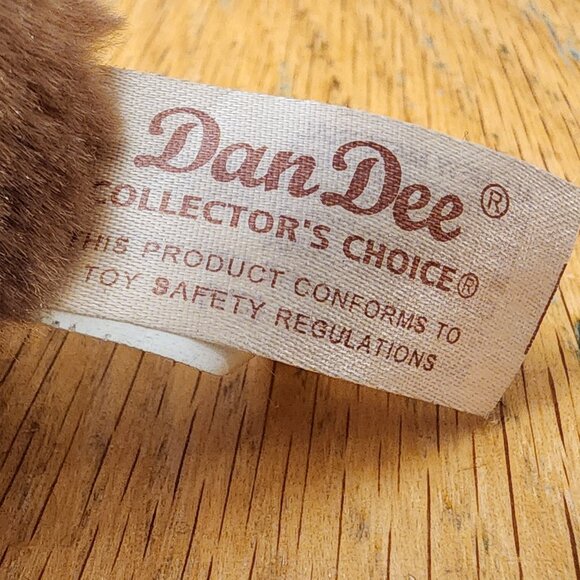 Dan Dee ®
COLLECTOR'S CHOICE®
THIS PRODUCT CONFORMS TO
TOY SAFETY REGULATIONS